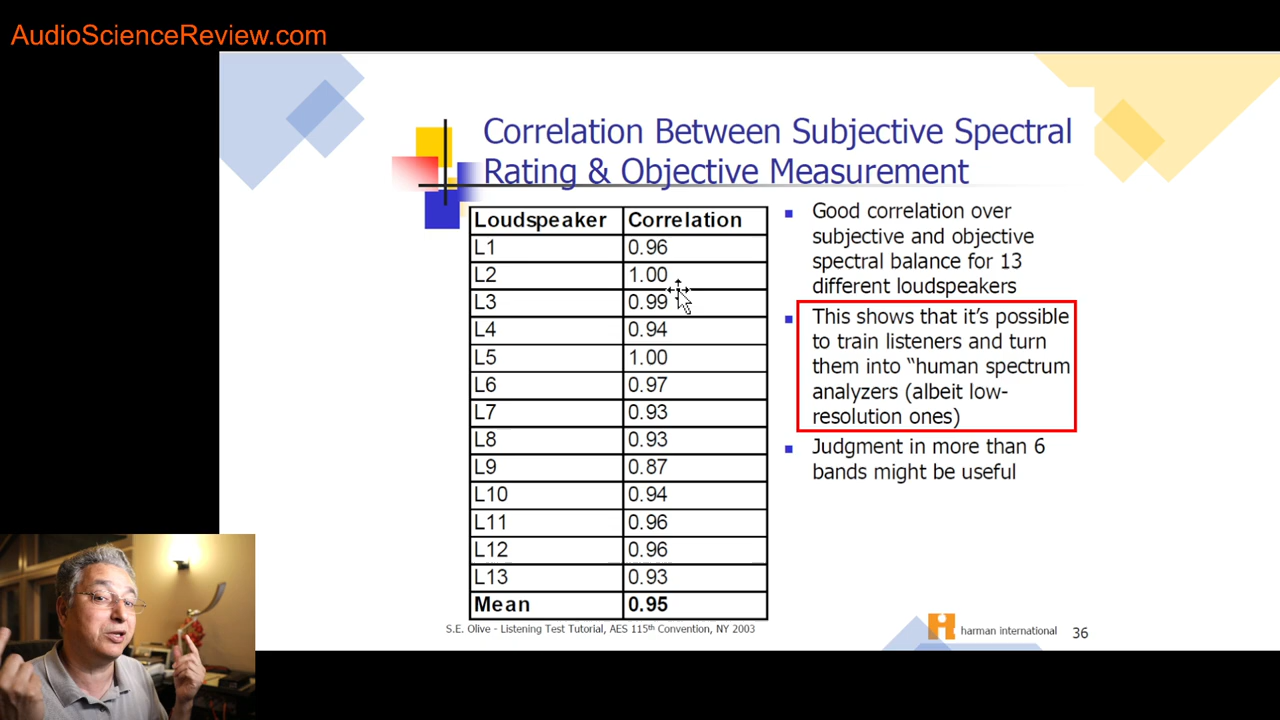 AudioScienceReview.com
Correlation Between Subjective Spectral
Rating & Objective Measurement
Loudspeaker Correlation
L1 0.96
L2 1.00
L3 0.99
L4 0.94
L5 1.00
L6 0.97
L7 0.93
L8 0.93
L9 0.87
L10 0.94
L11 0.96
L12 0.96
L13 0.93
Mean 0.95
Good correlation over
subjective and objective
spectral balance for 13
different loudspeakers
This shows that it's possible
to train listeners and turn
them into “human spectrum
analyzers (albeit low-
resolution ones)
Judgment in more than 6
bands might be useful
S.E. Olive - Listening Test Tutorial, AES 115th Convention, NY 2003
harman international
36